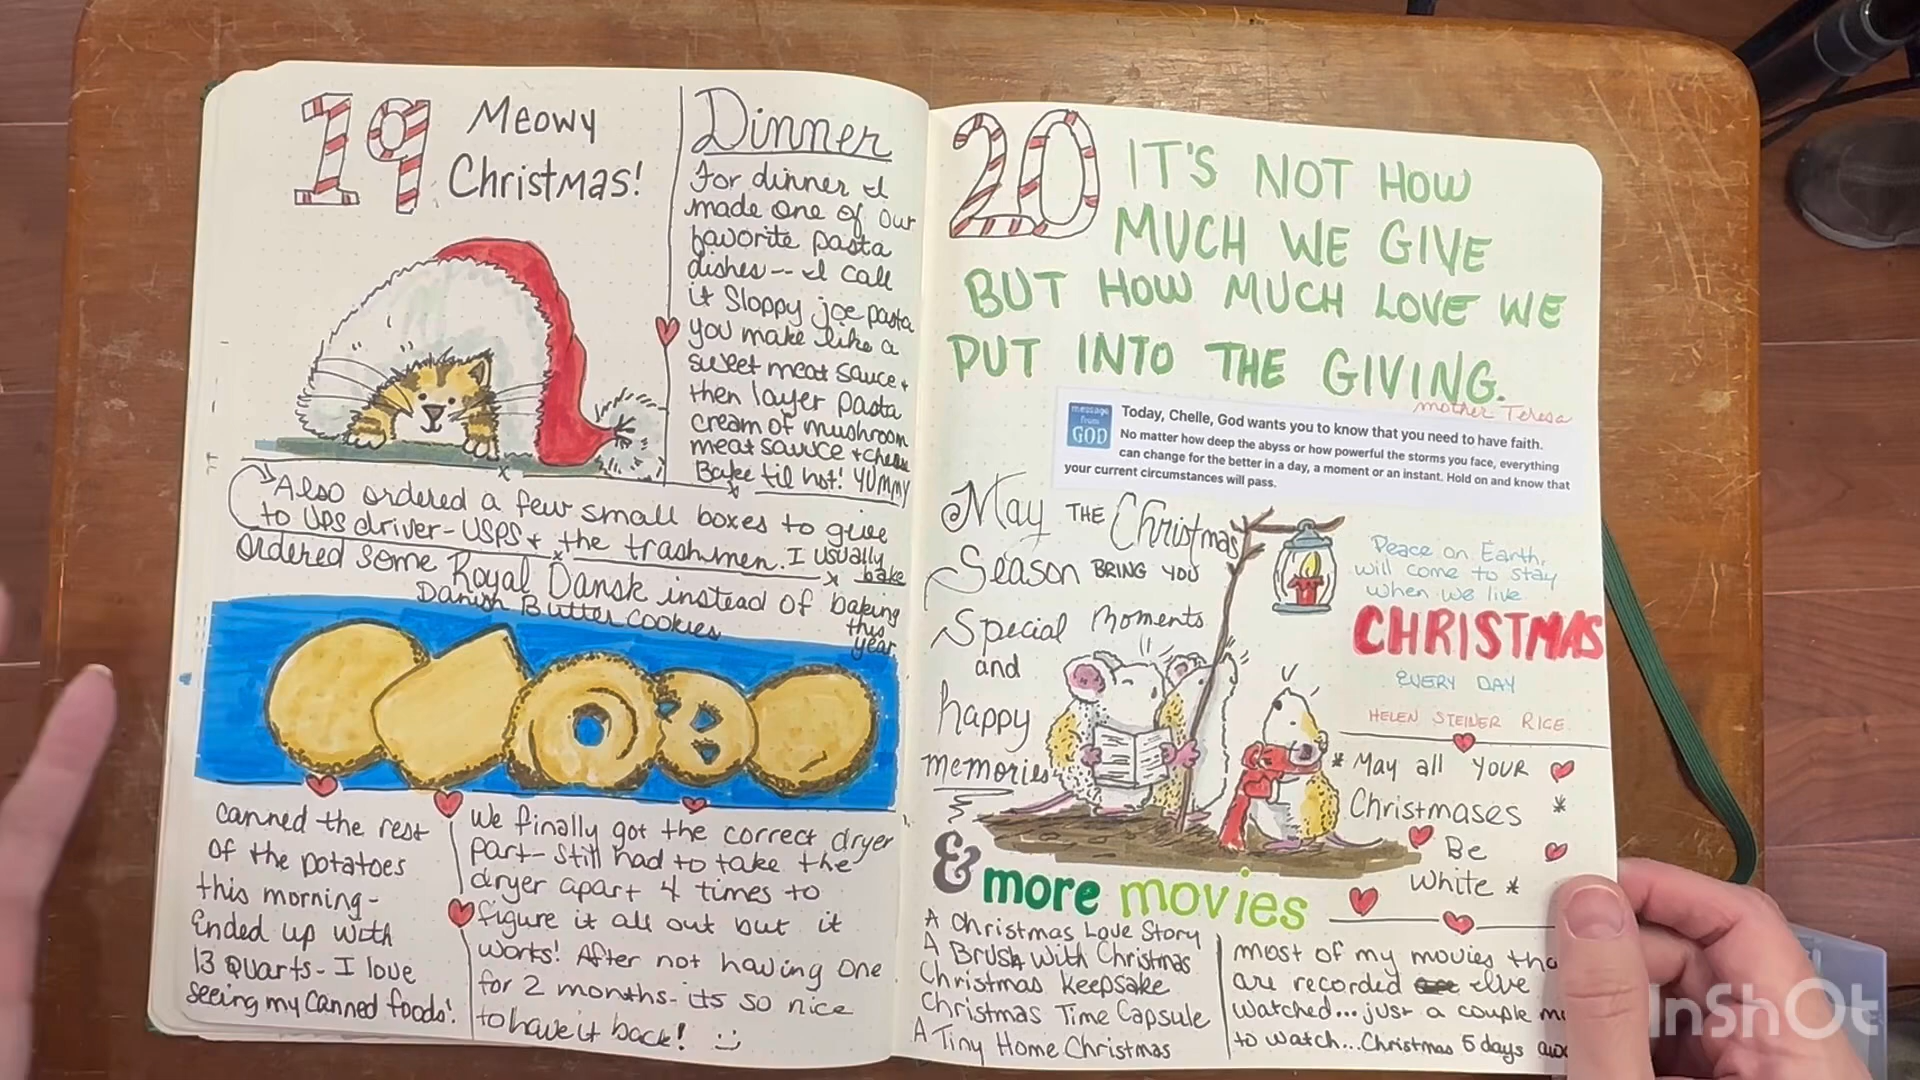 19
Meowy
Christmas!
Dinner
For dinner I
made one of our
favorite pasta
dishes-- I call
it Sloppy joe pasta
you make like a
sweet meat sauce +
then layer pasta
cream of mushroom
meat sauce + cheese
Bake til hot! YUMMY
Also ordered a few small boxes to give
to UPS driver-USPS + the trashmen. I usually
bake
Ordered some Royal Dansk instead of baking
Danish Butter Cookies
this
year
canned the rest
of the potatoes
this morning-
Ended up with
13 Quarts- I love
seeing my canned foods!
We finally got the correct dryer
part- Still had to take the
dryer apart 4 times to
figure it all out but it
works! After not having one
for 2 months- its so nice
to have it back! :)
20
IT'S NOT HOW
MUCH WE GIVE
BUT HOW MUCH LOVE WE
PUT INTO THE GIVING.
mother Teresa
message
from
GOD
Today, Chelle, God wants you to know that you need to have faith.
No matter how deep the abyss or how powerful the storms you face, everything
can change for the better in a day, a moment or an instant. Hold on and know that
your current circumstances will pass.
May THE Christmas
Season BRING YOU
Special Moments
and
happy
memories
Peace on Earth,
will come to stay
when we live
CHRISTMAS
EVERY DAY
HELEN STEINER RICE
* May all YOUR
Christmases *
Be
White *
& more movies
A Christmas Love Story
A Brush With Christmas
Christmas Keepsake
Christmas Time Capsule
A Tiny Home Christmas
most of my movies
are recorded I've
watched... just a couple
to watch... Christmas 5 days
InShOt